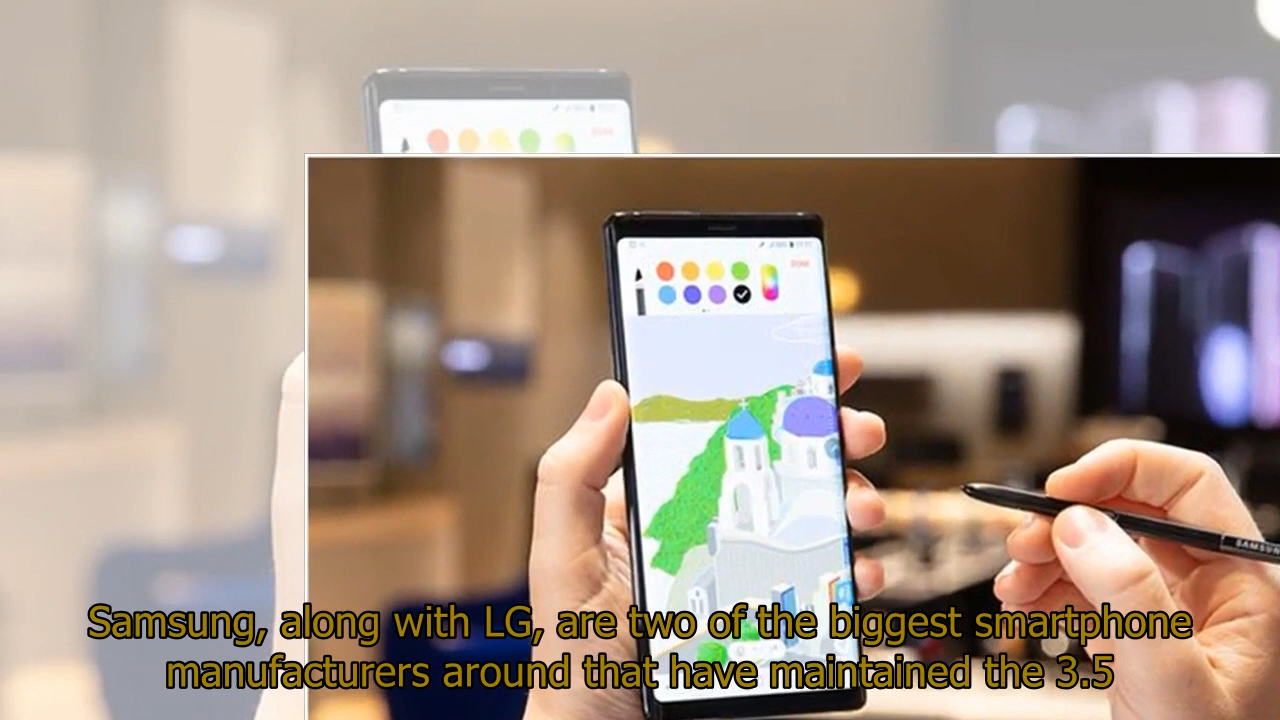 DONE
SAMSUNG
Samsung, along with LG, are two of the biggest smartphone
manufacturers around that have maintained the 3.5